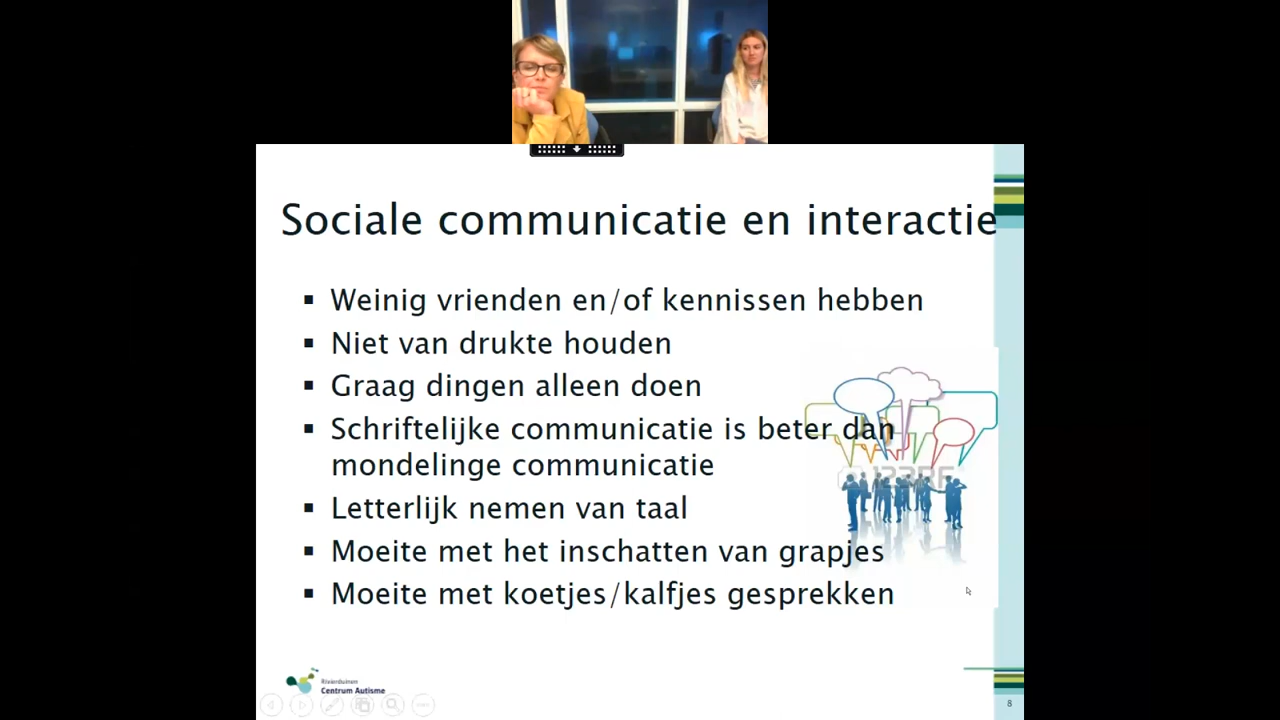 Sociale communicatie en interactie
▪ Weinig vrienden en/of kennissen hebben
▪ Niet van drukte houden
▪ Graag dingen alleen doen
▪ Schriftelijke communicatie is beter dan
mondelinge communicatie
▪ Letterlijk nemen van taal
▪ Moeite met het inschatten van grapjes
▪ Moeite met koetjes/kalfjes gesprekken
123RF
Rivierduinen
Centrum Autisme
8